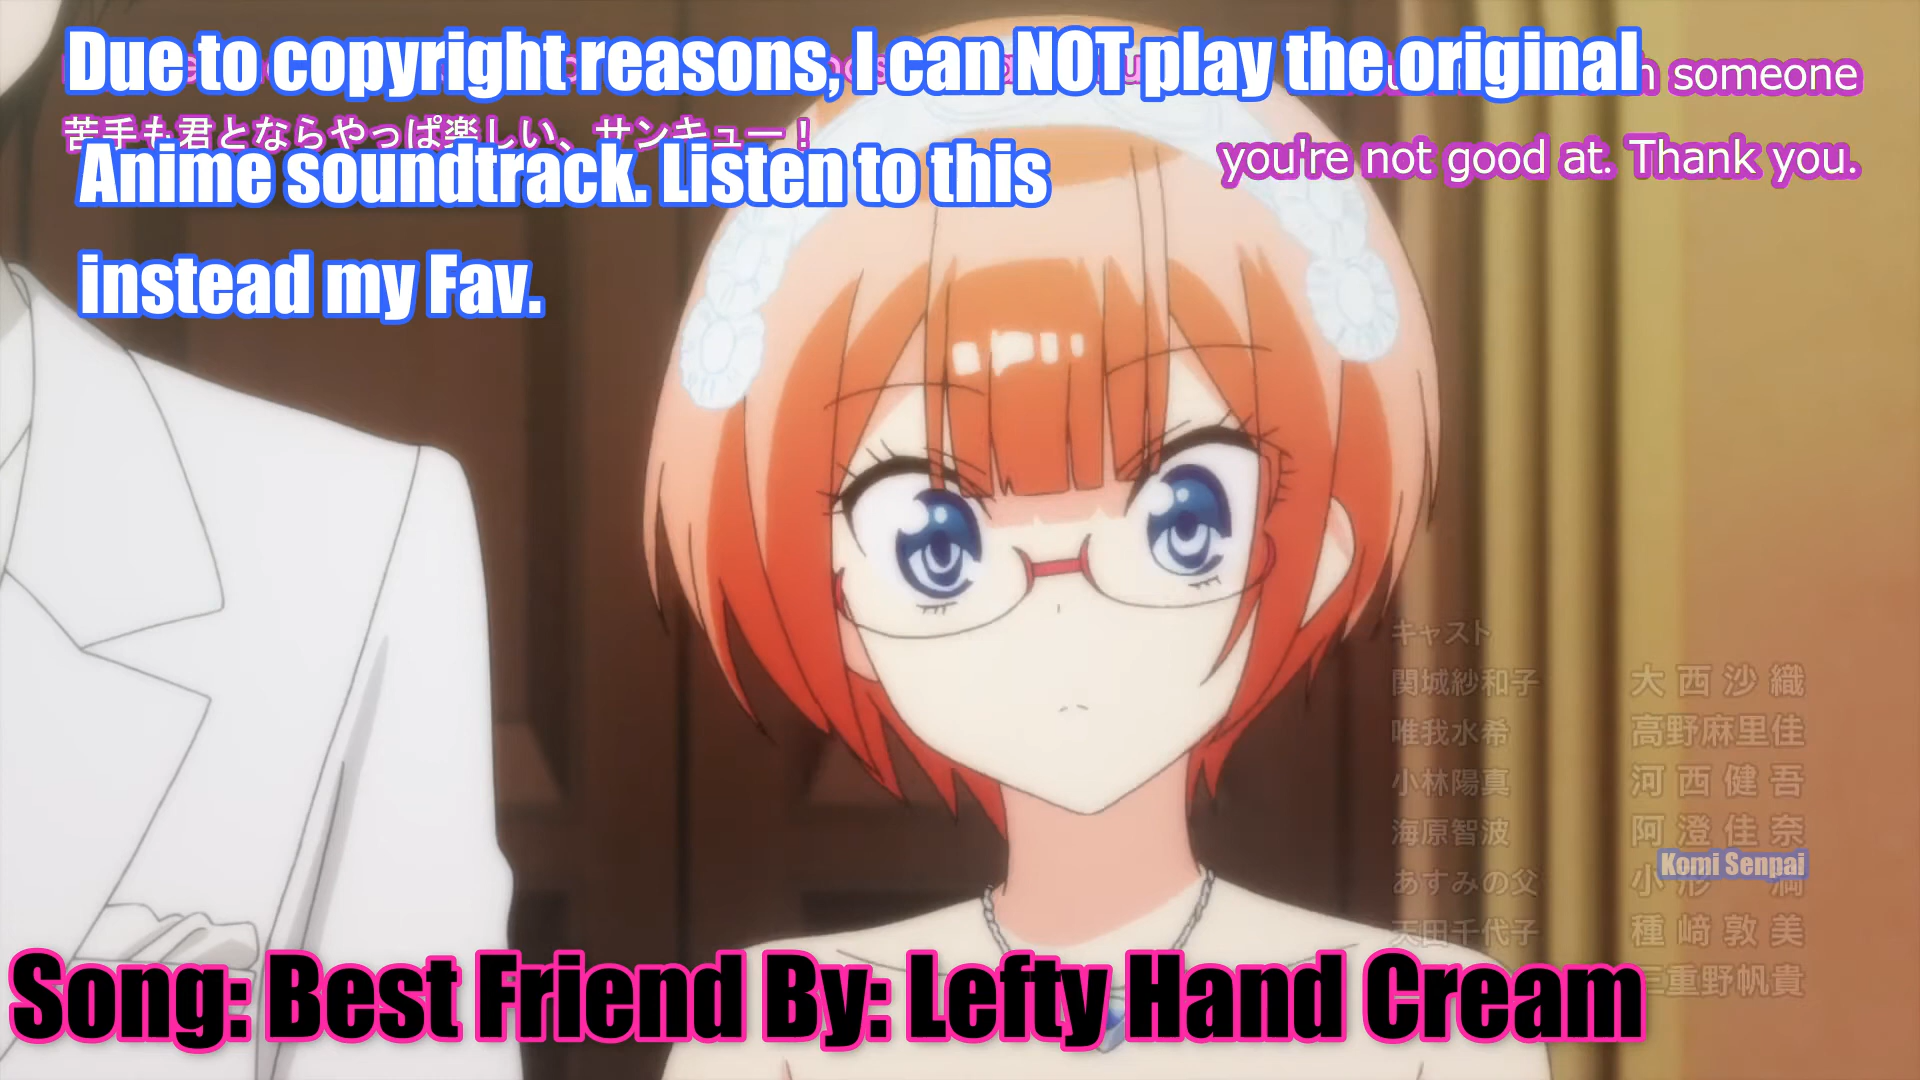 Due to copyright reasons, I can NOT play the original
someone
苦手も君とならやっぱ楽しい、サンキュー！
you're not good at. Thank you.
Anime soundtrack. Listen to this
instead my Fav.
キャスト
関城紗和子 大西沙織
唯我水希 高野麻里佳
小林陽真 河西健吾
海原智波 阿澄佳奈
Komi Senpai
あすみの父 小形満
天田千代子 種﨑敦美
三重野帆貴
Song: Best Friend By: Lefty Hand Cream